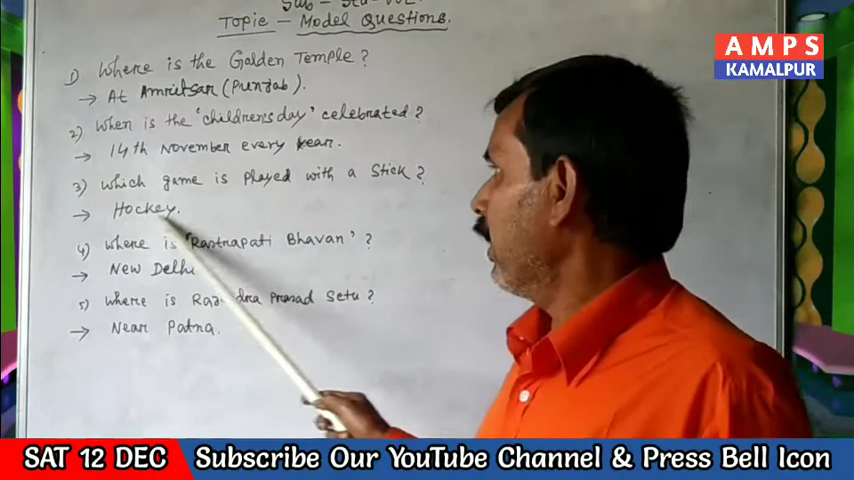 Sub -
Topic - Model Questions.
1) Where is the Golden Temple?
→ At Amritsar (Punjab).
2) When is the 'children's day' celebrated?
→ 14th November every year.
3) Which game is played with a Stick?
→ Hockey.
4) Where is 'Rastrapati Bhavan'?
→ New Delhi
5) Where is Rajendra Prasad Setu?
→ Near Patna.
AMPS
KAMALPUR
SAT 12 DEC Subscribe Our YouTube Channel & Press Bell Icon